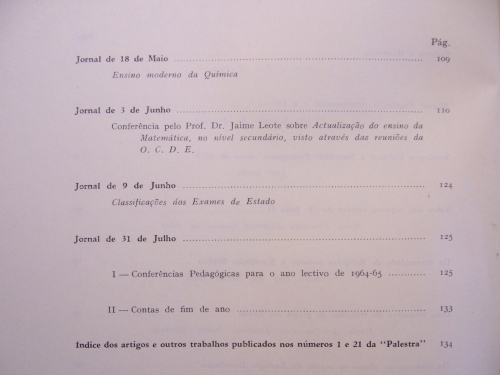 Pág.
Jornal de 18 de Maio 109
Ensino moderno da Química
Jornal de 3 de Junho 110
Conferência pelo Prof. Dr. Jaime Leote sobre Actualização do ensino da
Matemática, no nível secundário, visto através das reuniões da
O. C. D. E.
Jornal de 9 de Junho 124
Classificações dos Exames de Estado
Jornal de 31 de Julho 125
I — Conferências Pedagógicas para o ano lectivo de 1964-65 125
II — Contas de fim de ano 133
Indice dos artigos e outros trabalhos publicados nos números 1 e 21 da "Palestra" 134